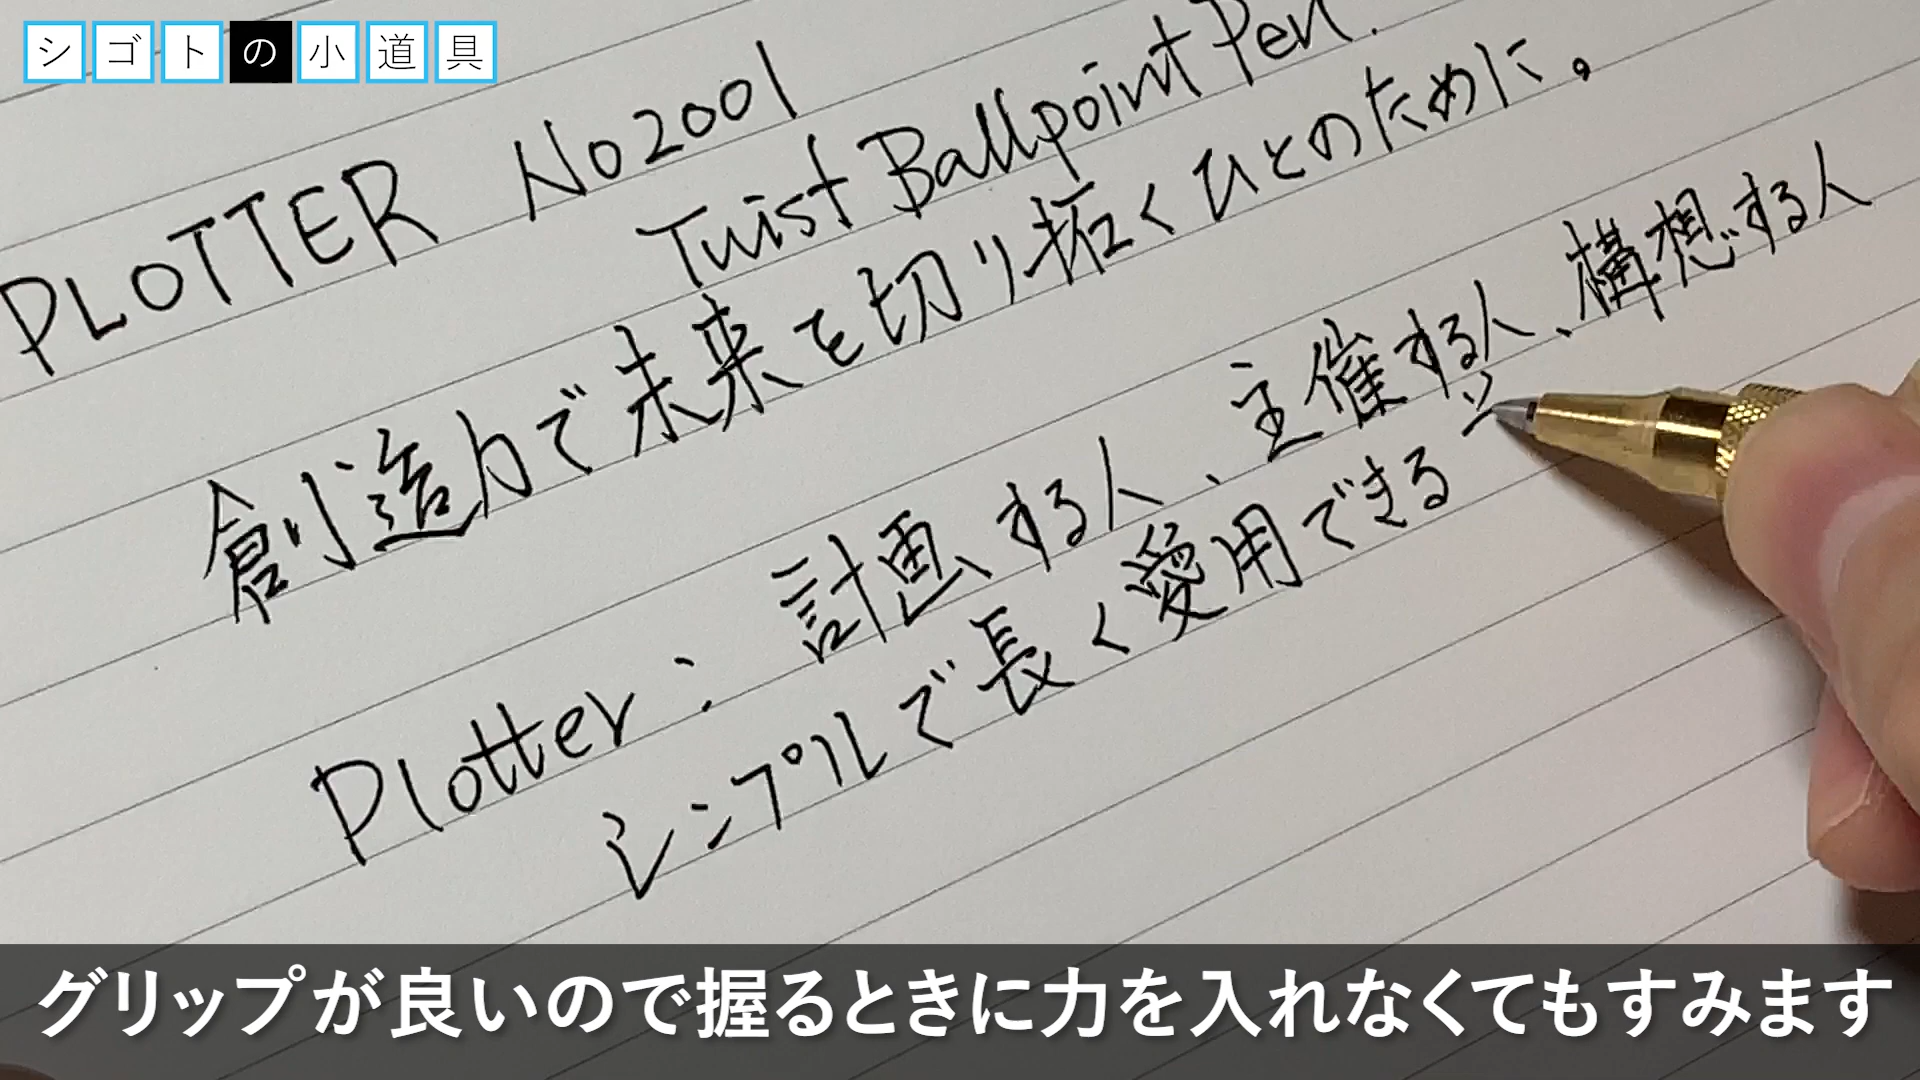 シゴトの小道具
PLOTTER No2001
Twist Ballpoint Pen.
創造力で未来を切り拓くひとのために。
Plotter: 計画する人、主催する人、構想する人
シンプルで長く愛用できる
グリップが良いので握るときに力を入れなくてもすみます